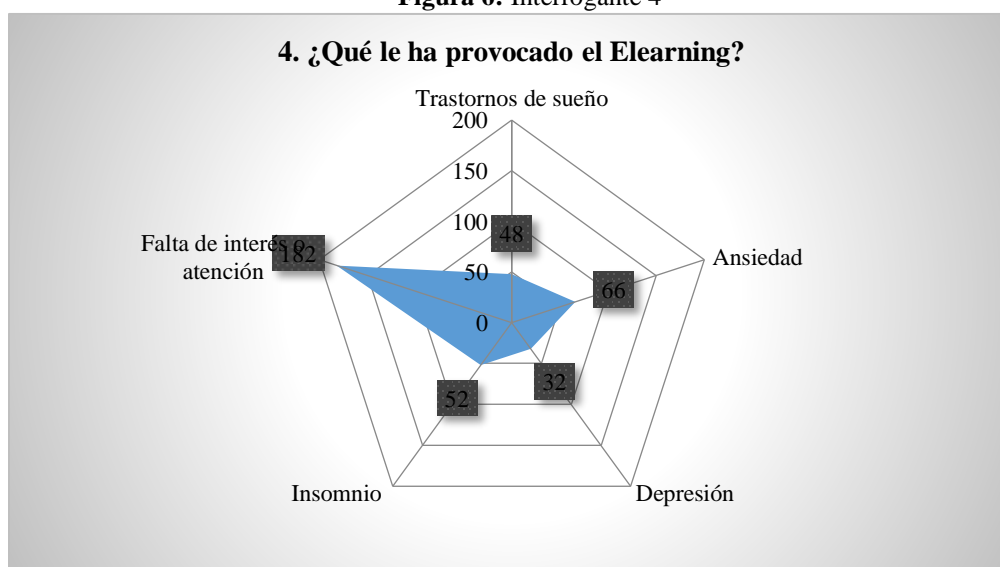 Figura 6: Interrogante 4
4. ¿Qué le ha provocado el Elearning?
Trastornos de sueño
200
150
100
50
0
48
Ansiedad
66
Depresión
32
Insomnio
52
Falta de interés o
atención
182